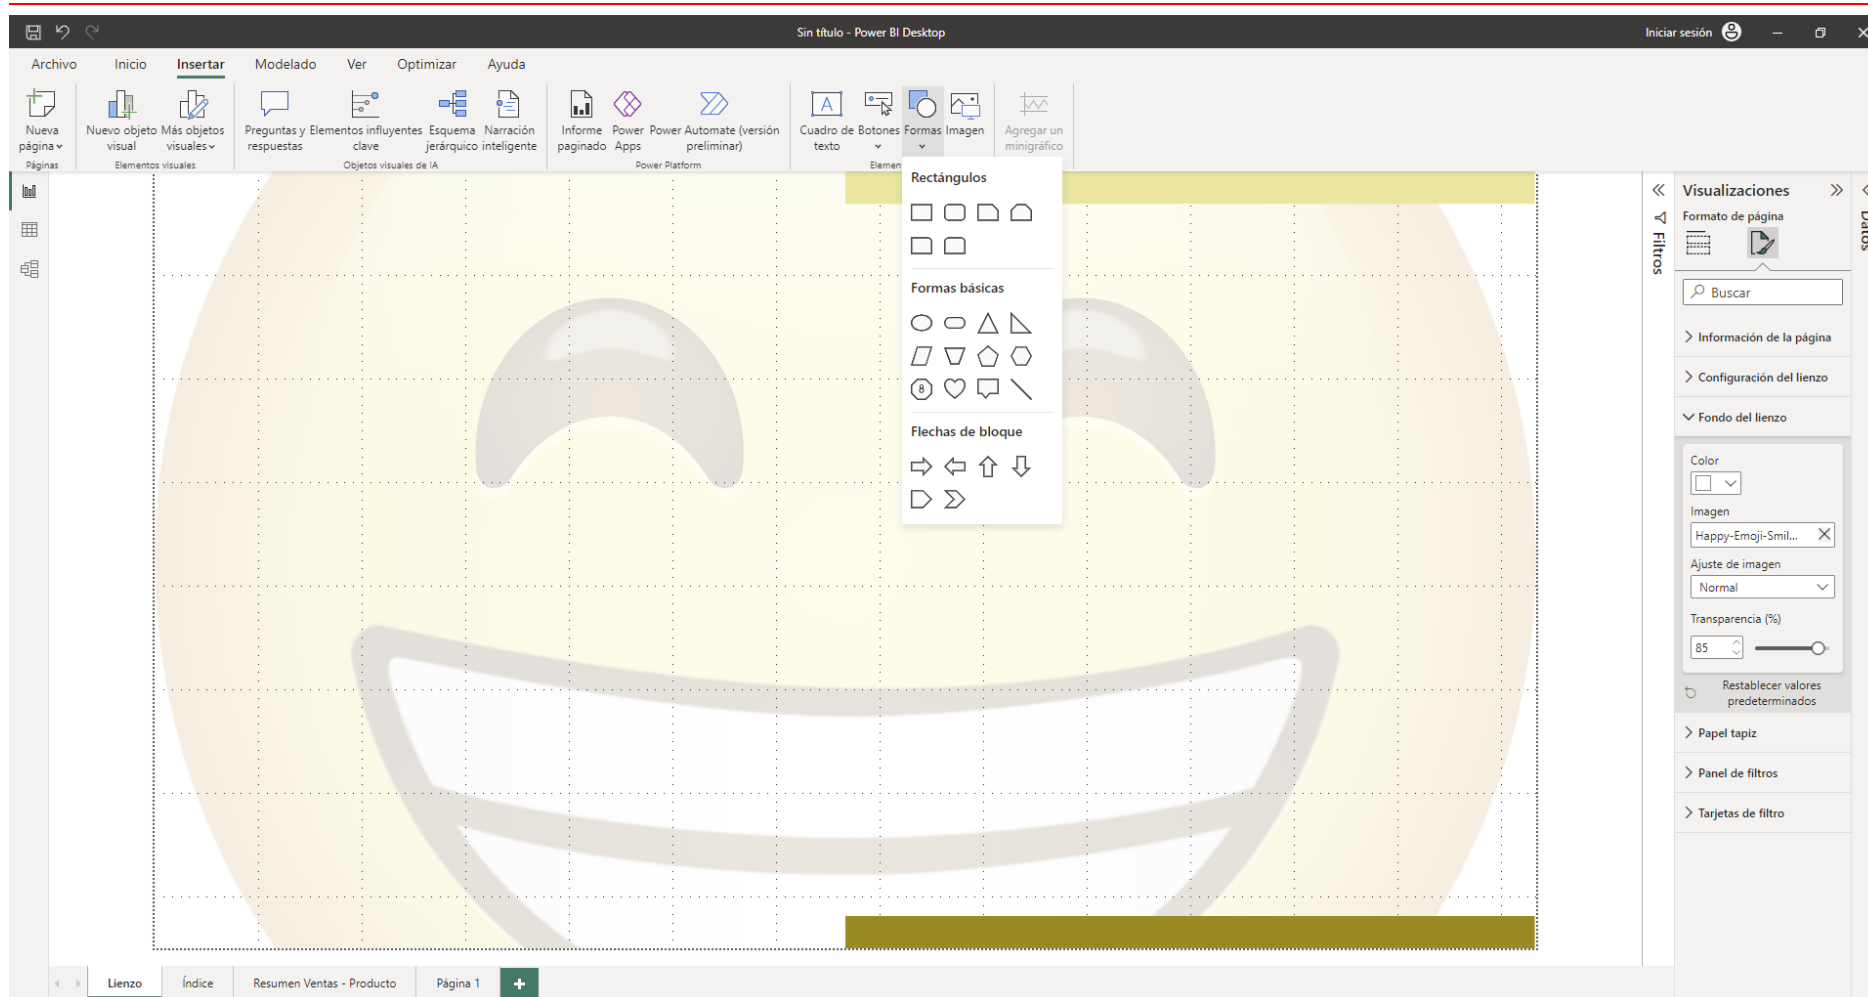 Sin título - Power BI Desktop
Iniciar sesión
Archivo Inicio Insertar Modelado Ver Optimizar Ayuda
Nueva página
Nuevo objeto visual
Más objetos visuales
Preguntas y respuestas
Elementos influyentes clave
Esquema jerárquico
Narración inteligente
Informe paginado
Power Apps
Power Automate (versión preliminar)
Cuadro de texto
Botones
Formas
Imagen
Agregar un minigráfico
Páginas
Elementos visuales
Objetos visuales de IA
Power Platform
Elemen
Rectángulos
Formas básicas
8
Flechas de bloque
Filtros
Visualizaciones
Datos
Formato de página
Buscar
Información de la página
Configuración del lienzo
Fondo del lienzo
Color
Imagen
Happy-Emoji-Smil...
Ajuste de imagen
Normal
Transparencia (%)
85
Restablecer valores
predeterminados
Papel tapiz
Panel de filtros
Tarjetas de filtro
Lienzo Índice Resumen Ventas - Producto Página 1